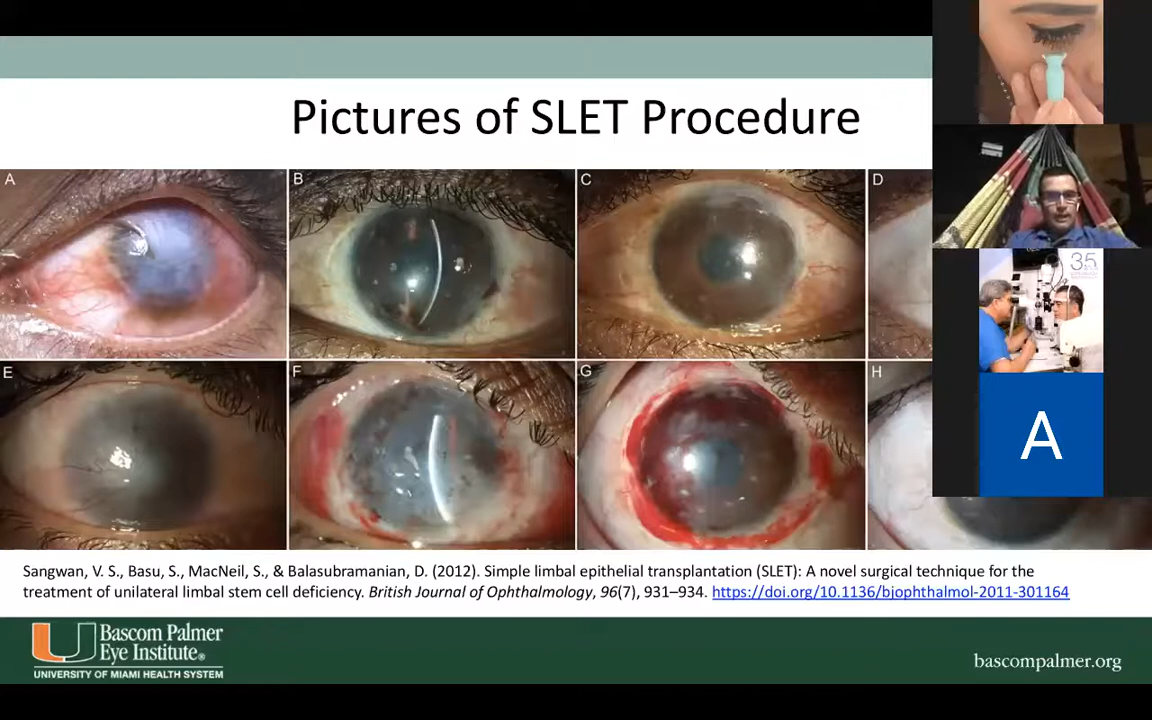 Pictures of SLET Procedure
A
B
C
D
E
F
G
H
35
A
Sangwan, V. S., Basu, S., MacNeil, S., & Balasubramanian, D. (2012). Simple limbal epithelial transplantation (SLET): A novel surgical technique for the
treatment of unilateral limbal stem cell deficiency. British Journal of Ophthalmology, 96(7), 931–934. https://doi.org/10.1136/bjophthalmol-2011-301164
Bascom Palmer
Eye Institute®
UNIVERSITY OF MIAMI HEALTH SYSTEM
bascompalmer.org